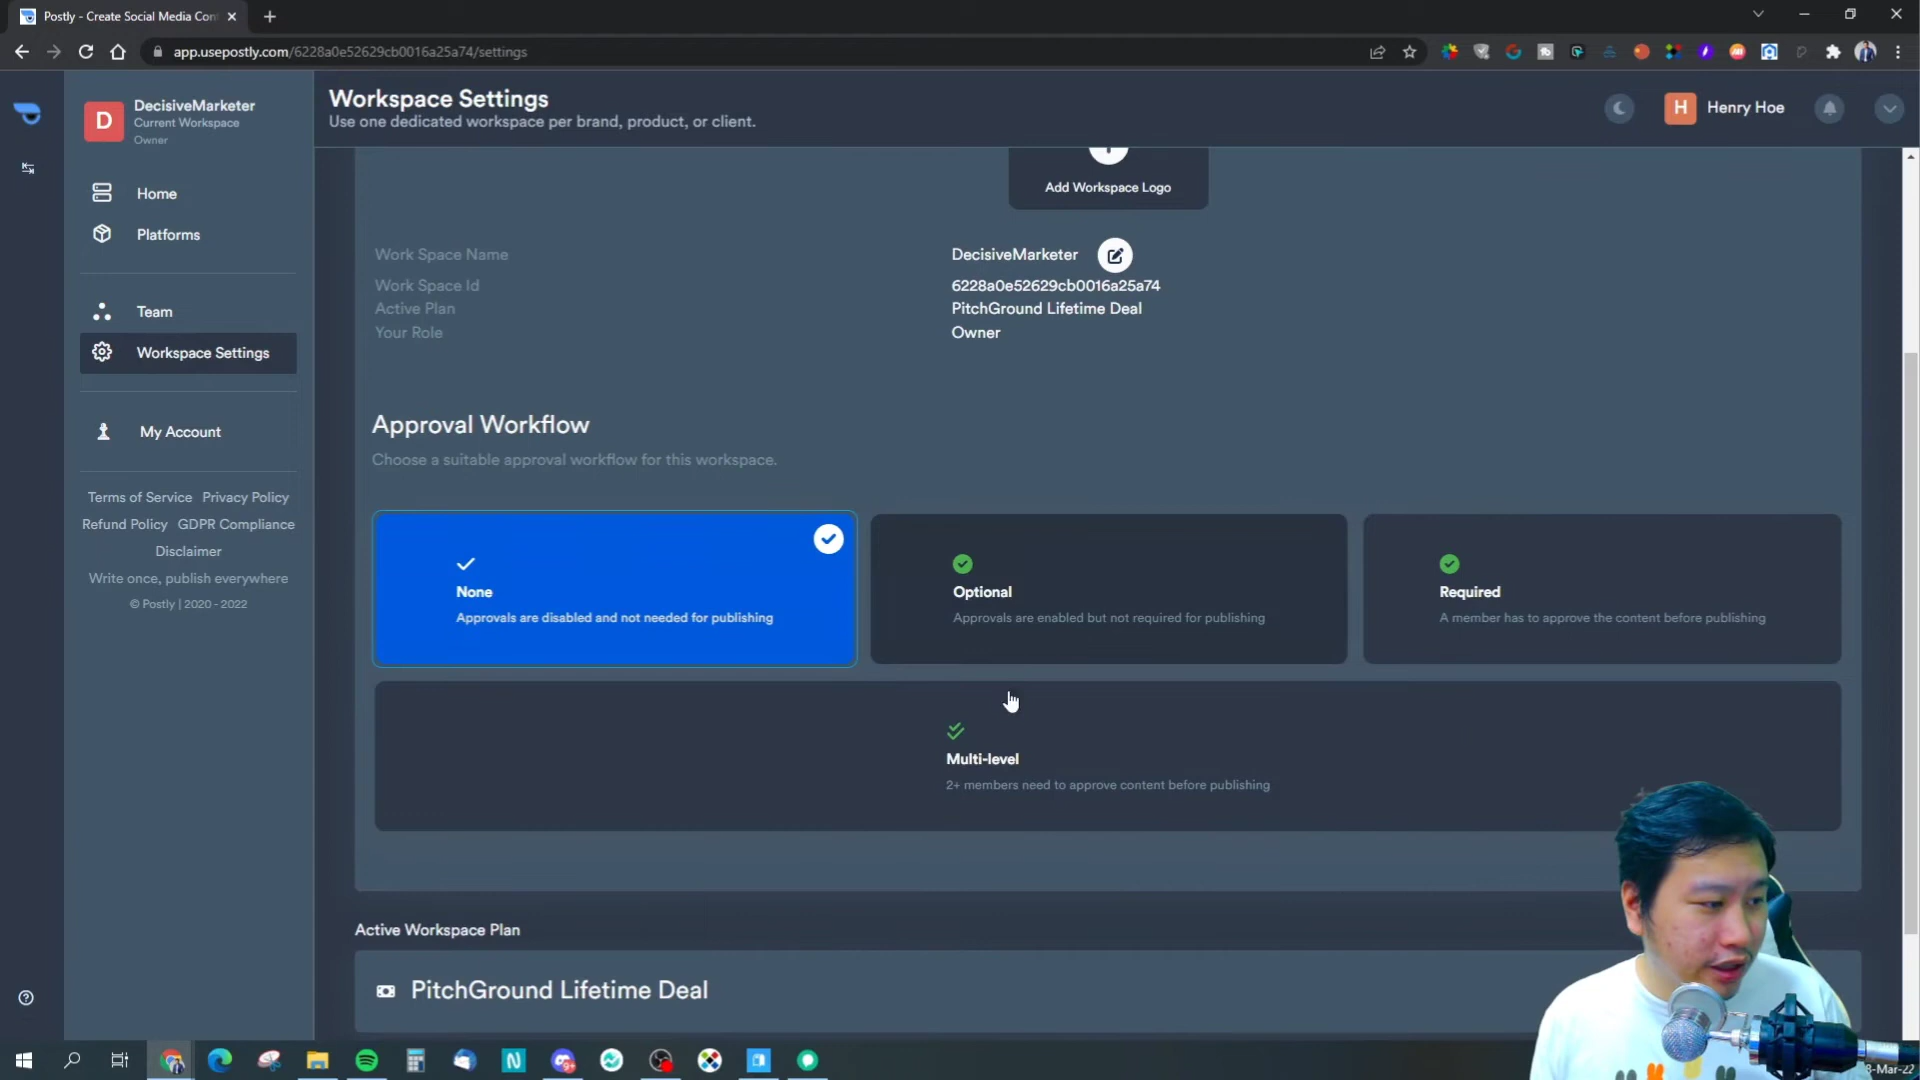 Postly - Create Social Media Con
app.usepostly.com/6228a0e52629cb0016a25a74/settings
D
DecisiveMarketer
Current Workspace
Owner
Home
Platforms
Team
Workspace Settings
My Account
Terms of Service Privacy Policy
Refund Policy GDPR Compliance
Disclaimer
Write once, publish everywhere
© Postly | 2020 - 2022
Workspace Settings
Use one dedicated workspace per brand, product, or client.
H
Henry Hoe
Add Workspace Logo
Work Space Name
DecisiveMarketer
Work Space Id
6228a0e52629cb0016a25a74
Active Plan
PitchGround Lifetime Deal
Your Role
Owner
Approval Workflow
Choose a suitable approval workflow for this workspace.
None
Approvals are disabled and not needed for publishing
Optional
Approvals are enabled but not required for publishing
Required
A member has to approve the content before publishing
Multi-level
2+ members need to approve content before publishing
Active Workspace Plan
PitchGround Lifetime Deal
8-Mar-22